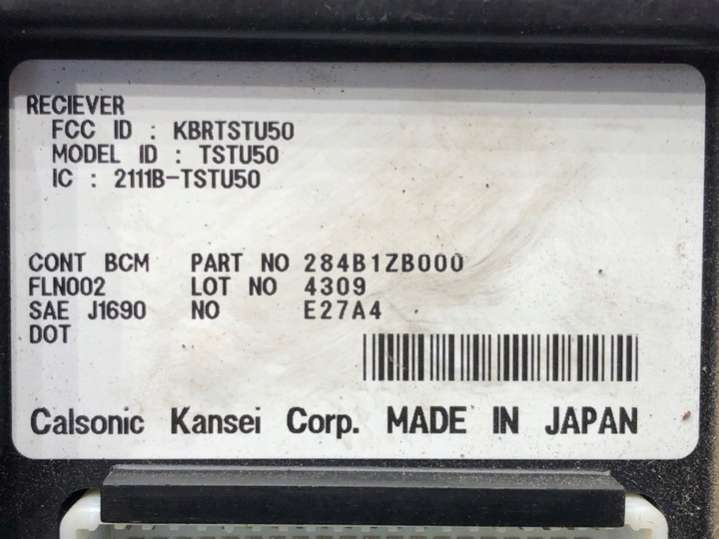 RECIEVER
FCC ID : KBRTSTU50
MODEL ID : TSTU50
IC : 2111B-TSTU50
CONT BCM PART NO 284B1ZB000
FLN002 LOT NO 4309
SAE J1690 NO E27A4
DOT
Calsonic Kansei Corp. MADE IN JAPAN